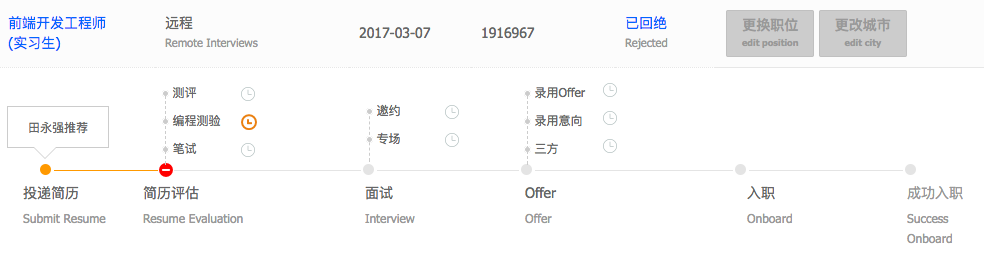 前端开发工程师
(实习生)
远程
Remote Interviews
2017-03-07
1916967
已回绝
Rejected
更换职位
edit position
更改城市
edit city
田永强推荐
测评
编程测验
笔试
邀约
专场
录用Offer
录用意向
三方
投递简历
Submit Resume
简历评估
Resume Evaluation
面试
Interview
Offer
Offer
入职
Onboard
成功入职
Success
Onboard